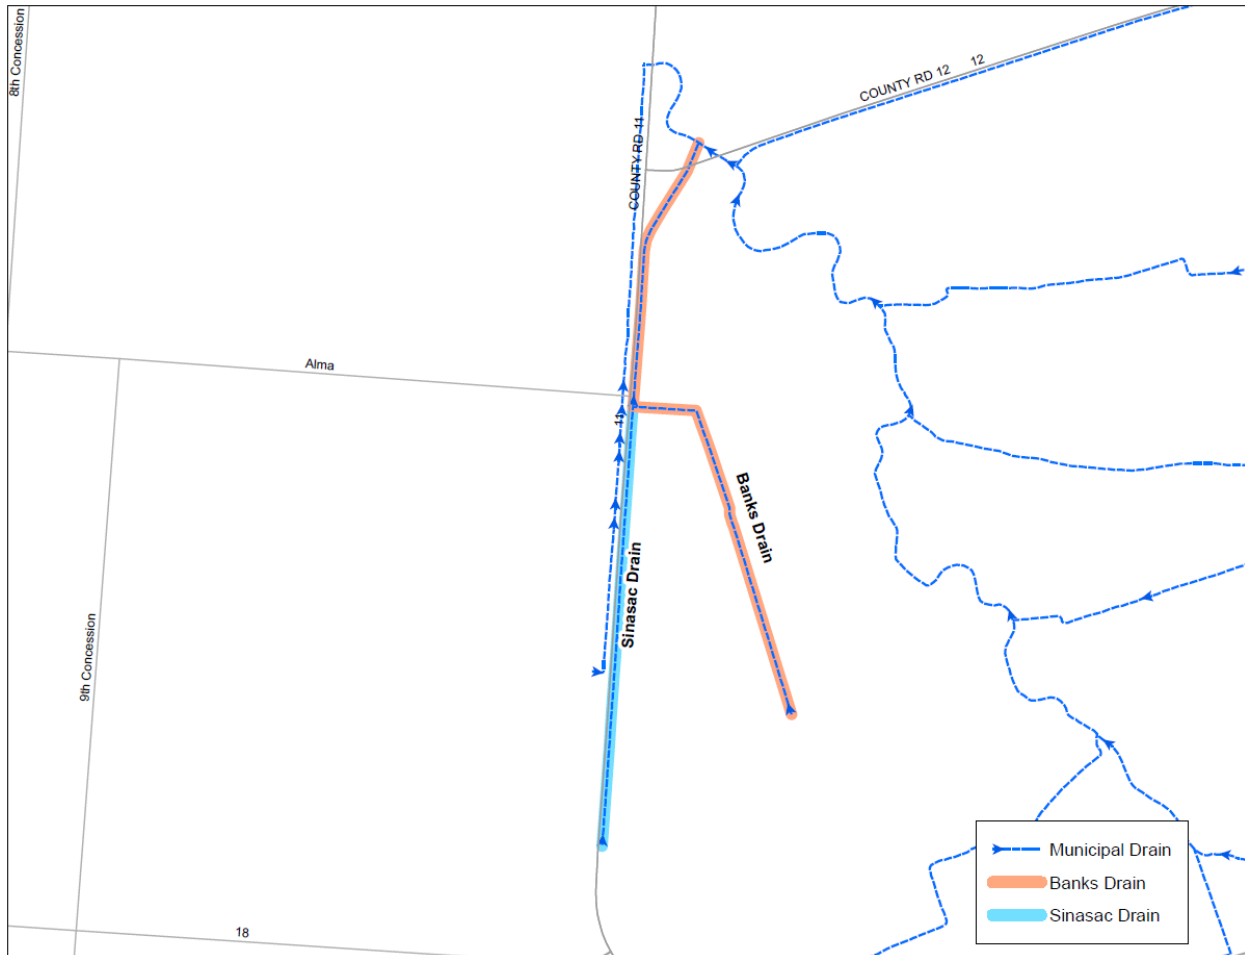 8th Concession
COUNTY RD 12
12
COUNTY RD 11
Alma
11
Banks Drain
Sinasac Drain
9th Concession
18
Municipal Drain
Banks Drain
Sinasac Drain